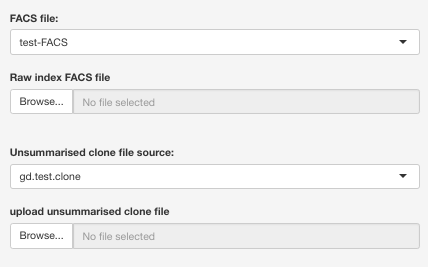 FACS file:
test-FACS
Raw index FACS file
Browse... No file selected
Unsummarised clone file source:
gd.test.clone
upload unsummarised clone file
Browse... No file selected